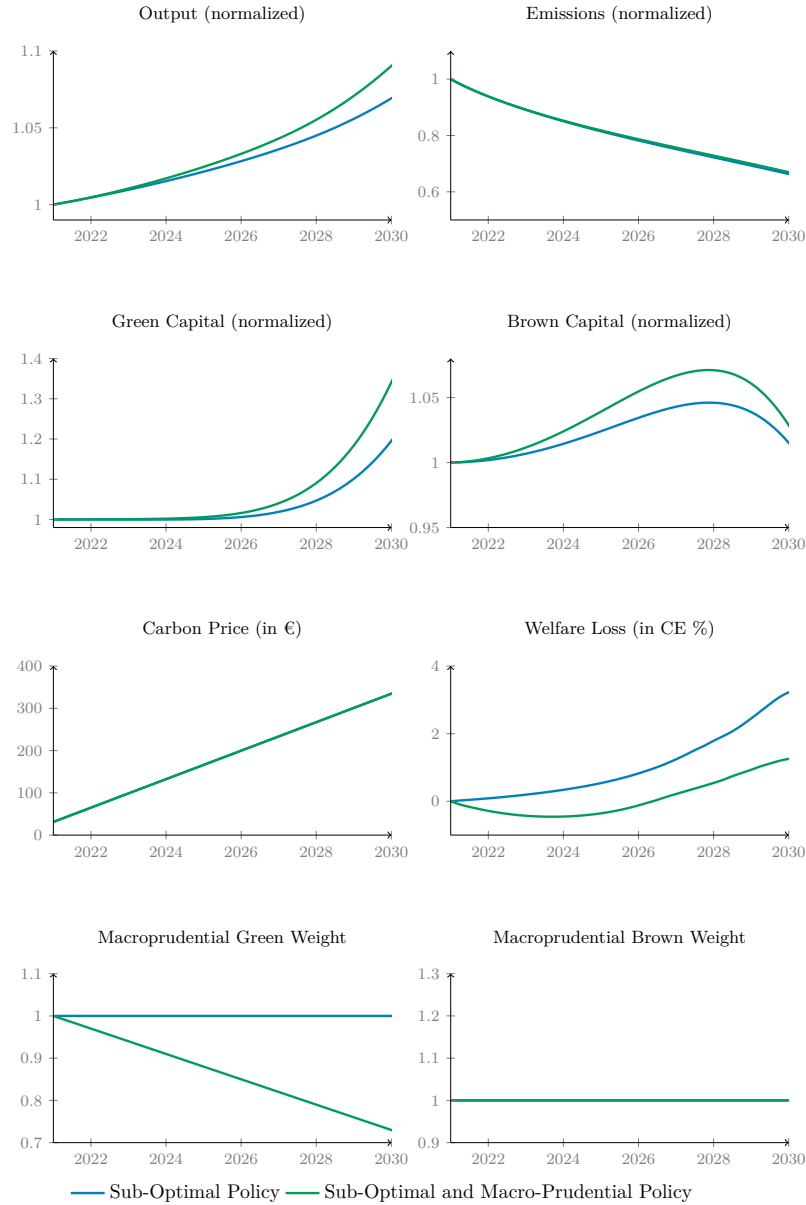 Output (normalized)
1.1
1.05
1
2022 2024 2026 2028 2030
Emissions (normalized)
1
0.8
0.6
2022 2024 2026 2028 2030
Green Capital (normalized)
1.4
1.3
1.2
1.1
1
2022 2024 2026 2028 2030
Brown Capital (normalized)
1.05
1
0.95
2022 2024 2026 2028 2030
Carbon Price (in €)
400
300
200
100
0
2022 2024 2026 2028 2030
Welfare Loss (in CE %)
4
2
0
2022 2024 2026 2028 2030
Macroprudential Green Weight
1.1
1
0.9
0.8
0.7
2022 2024 2026 2028 2030
Macroprudential Brown Weight
1.3
1.2
1.1
1
0.9
2022 2024 2026 2028 2030
Sub-Optimal Policy Sub-Optimal and Macro-Prudential Policy